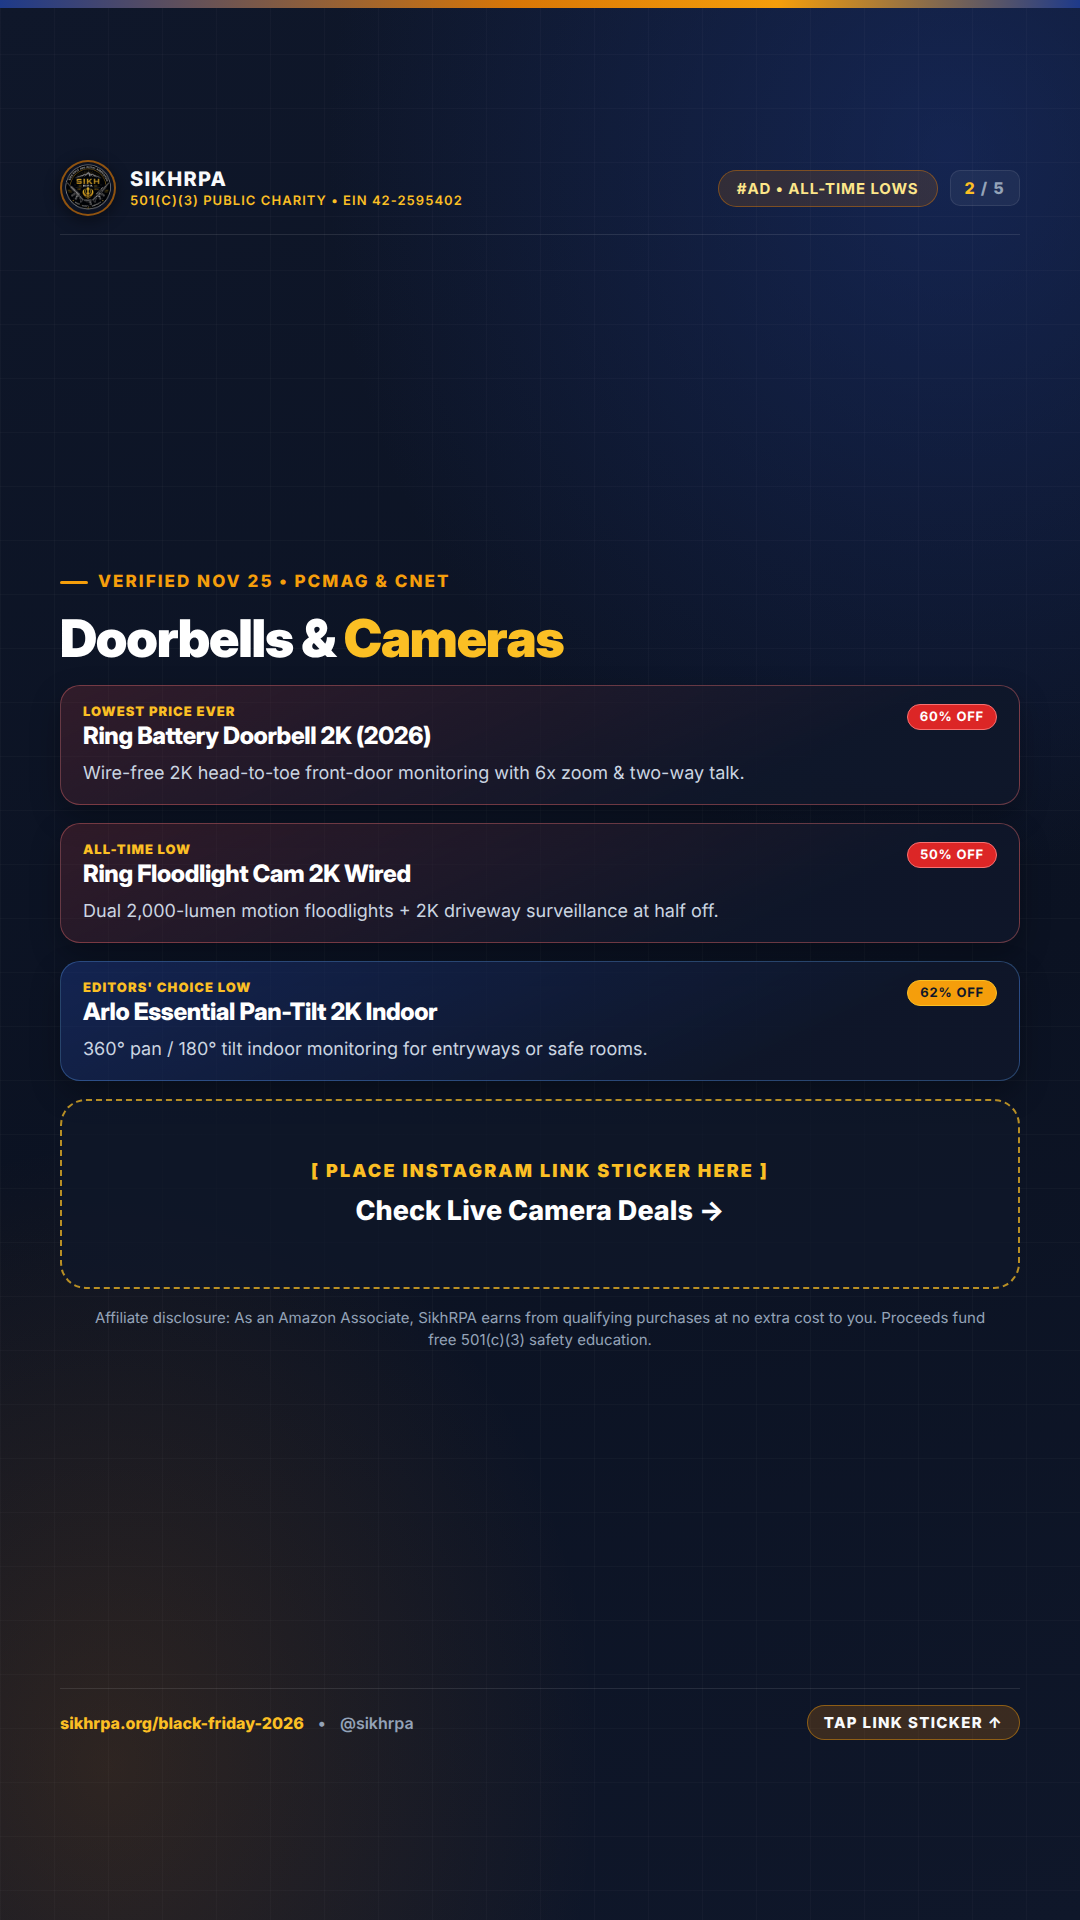 SIKH
SIKHRPA
501(C)(3) PUBLIC CHARITY • EIN 42-2595402
#AD • ALL-TIME LOWS
2 / 5
VERIFIED NOV 25 • PCMAG & CNET
Doorbells & Cameras
LOWEST PRICE EVER
60% OFF
Ring Battery Doorbell 2K (2026)
Wire-free 2K head-to-toe front-door monitoring with 6x zoom & two-way talk.
ALL-TIME LOW
50% OFF
Ring Floodlight Cam 2K Wired
Dual 2,000-lumen motion floodlights + 2K driveway surveillance at half off.
EDITORS' CHOICE LOW
62% OFF
Arlo Essential Pan-Tilt 2K Indoor
360° pan / 180° tilt indoor monitoring for entryways or safe rooms.
[ PLACE INSTAGRAM LINK STICKER HERE ]
Check Live Camera Deals →
Affiliate disclosure: As an Amazon Associate, SikhRPA earns from qualifying purchases at no extra cost to you. Proceeds fund
free 501(c)(3) safety education.
sikhrpa.org/black-friday-2026 • @sikhrpa
TAP LINK STICKER ↑